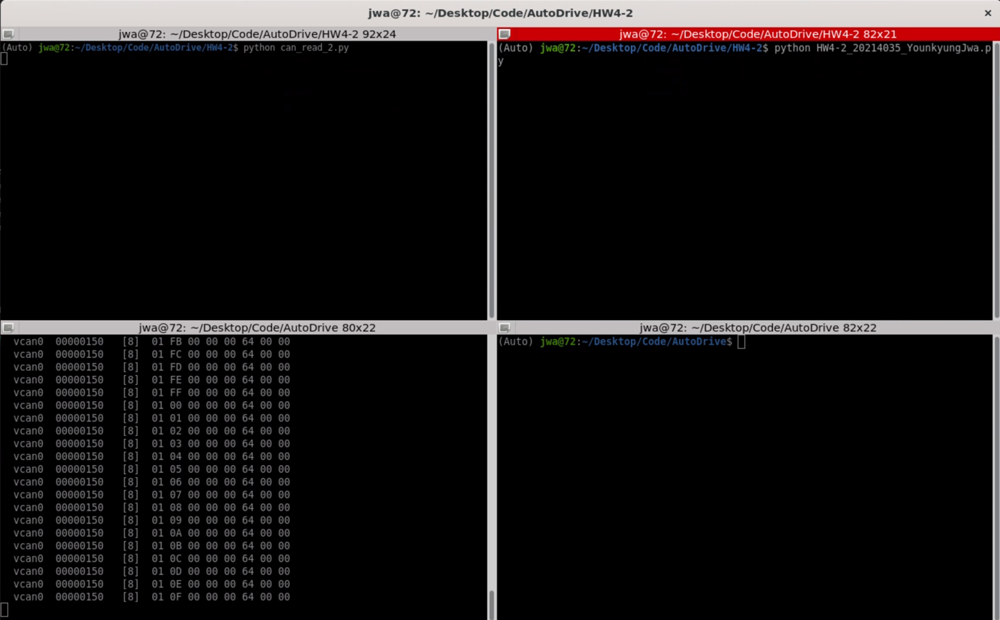 jwa@72: ~/Desktop/Code/AutoDrive/HW4-2
jwa@72: ~/Desktop/Code/AutoDrive/HW4-2 92x24
(Auto) jwa@72:~/Desktop/Code/AutoDrive/HW4-2$ python can_read_2.py
jwa@72: ~/Desktop/Code/AutoDrive/HW4-2 82x21
(Auto) jwa@72:~/Desktop/Code/AutoDrive/HW4-2$ python HW4-2_20214035_YounkyungJwa.p
y
jwa@72: ~/Desktop/Code/AutoDrive 80x22
vcan0  00000150   [8]  01 FB 00 00 00 64 00 00
vcan0  00000150   [8]  01 FC 00 00 00 64 00 00
vcan0  00000150   [8]  01 FD 00 00 00 64 00 00
vcan0  00000150   [8]  01 FE 00 00 00 64 00 00
vcan0  00000150   [8]  01 FF 00 00 00 64 00 00
vcan0  00000150   [8]  01 00 00 00 00 64 00 00
vcan0  00000150   [8]  01 01 00 00 00 64 00 00
vcan0  00000150   [8]  01 02 00 00 00 64 00 00
vcan0  00000150   [8]  01 03 00 00 00 64 00 00
vcan0  00000150   [8]  01 04 00 00 00 64 00 00
vcan0  00000150   [8]  01 05 00 00 00 64 00 00
vcan0  00000150   [8]  01 06 00 00 00 64 00 00
vcan0  00000150   [8]  01 07 00 00 00 64 00 00
vcan0  00000150   [8]  01 08 00 00 00 64 00 00
vcan0  00000150   [8]  01 09 00 00 00 64 00 00
vcan0  00000150   [8]  01 0A 00 00 00 64 00 00
vcan0  00000150   [8]  01 0B 00 00 00 64 00 00
vcan0  00000150   [8]  01 0C 00 00 00 64 00 00
vcan0  00000150   [8]  01 0D 00 00 00 64 00 00
vcan0  00000150   [8]  01 0E 00 00 00 64 00 00
vcan0  00000150   [8]  01 0F 00 00 00 64 00 00
jwa@72: ~/Desktop/Code/AutoDrive 82x22
(Auto) jwa@72:~/Desktop/Code/AutoDrive$